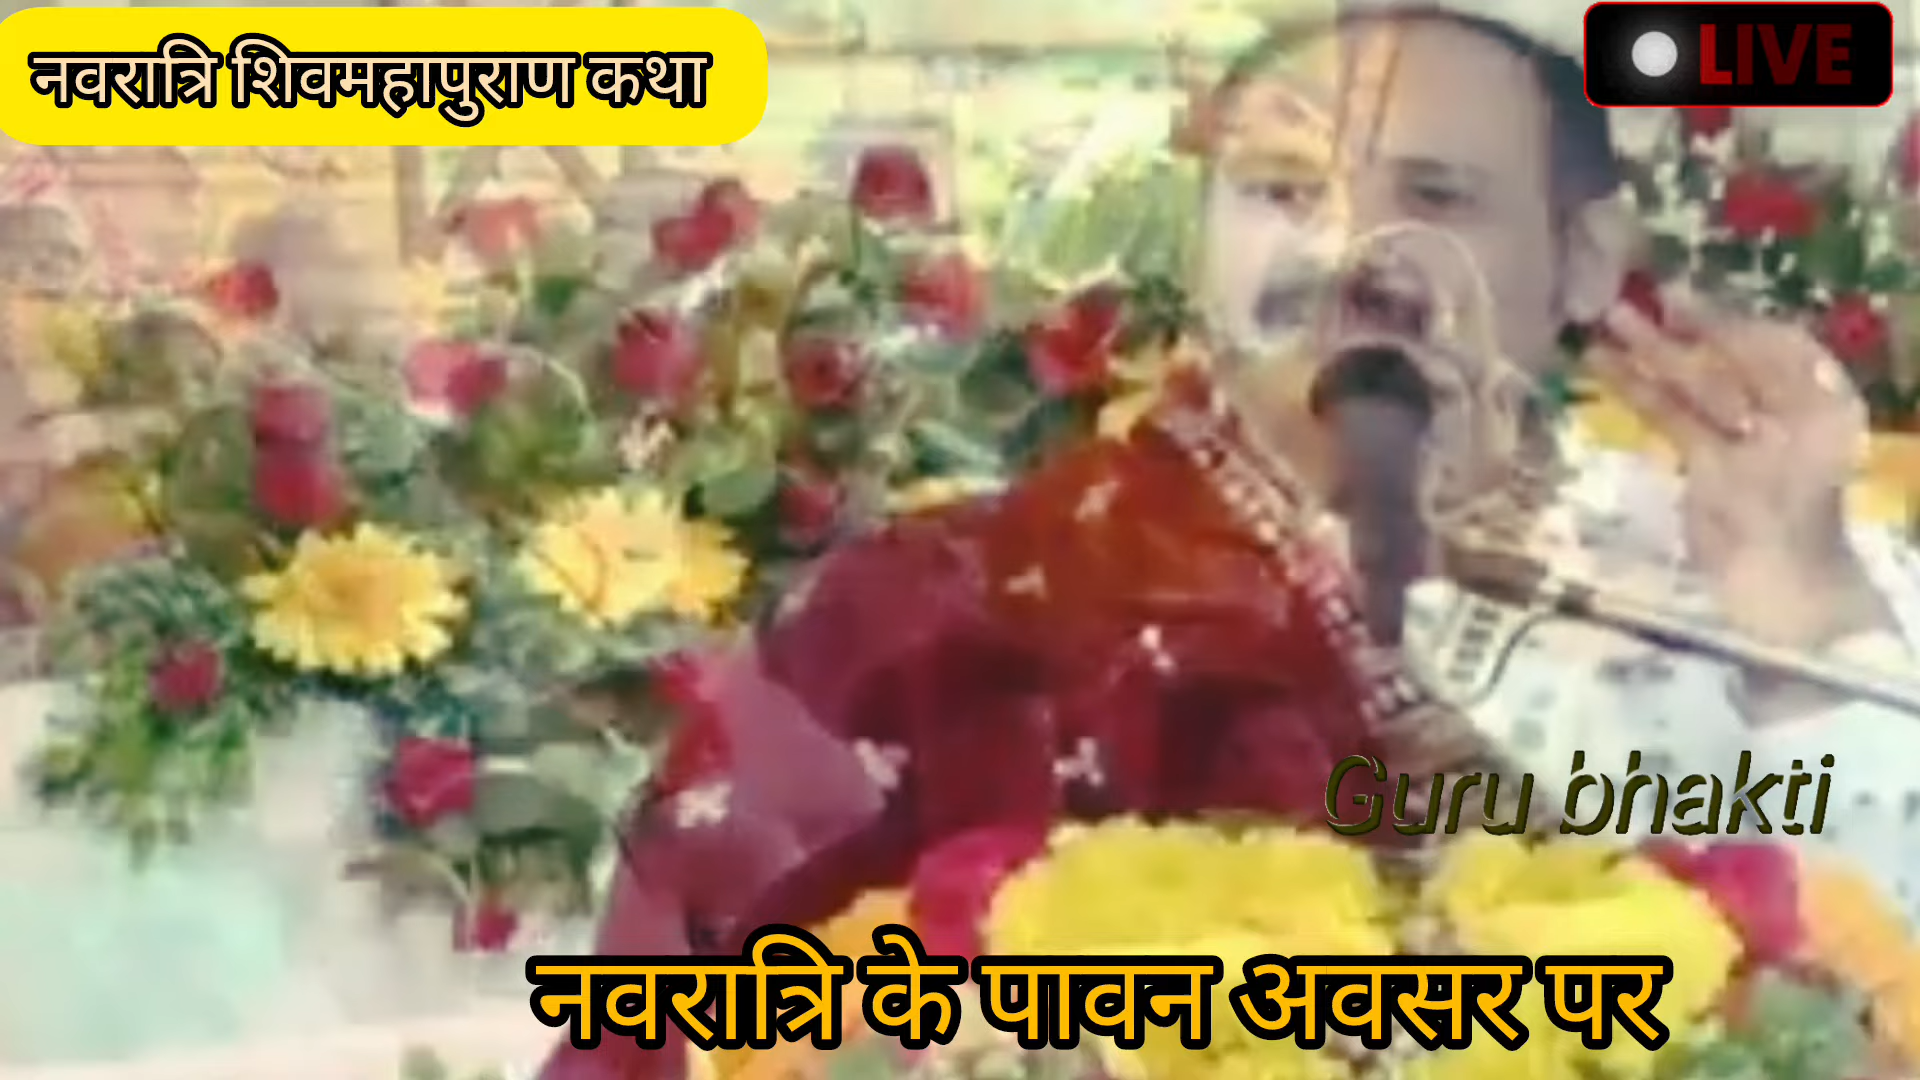 नवरात्रि शिवमहापुराण कथा
LIVE
Guru bhakti
नवरात्रि के पावन अवसर पर